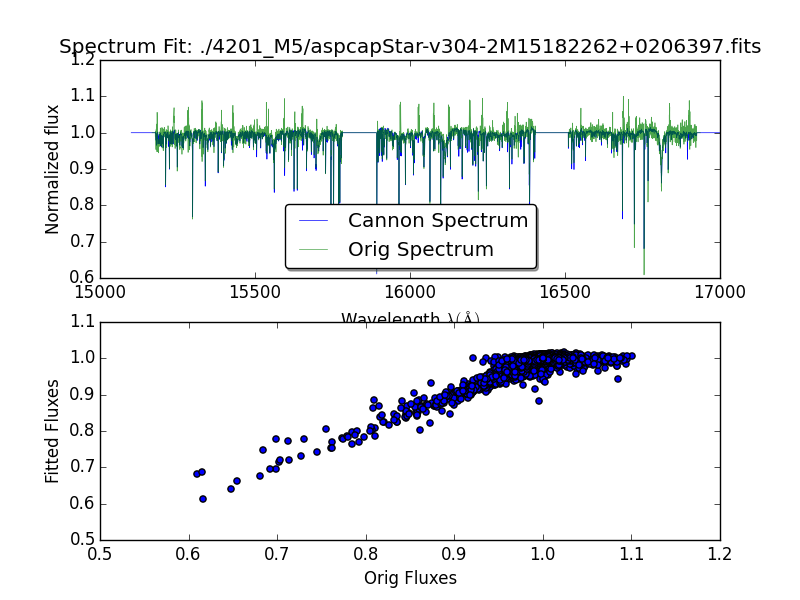 Spectrum Fit: ./4201_M5/aspcapStar-v304-2M15182262+0206397.fits
1.2
1.1
1.0
0.9
0.8
0.7
0.6
Normalized flux
Cannon Spectrum
Orig Spectrum
15000 15500 16000 16500 17000
Wavelength λ(Å)
1.1
1.0
0.9
0.8
0.7
0.6
0.5
Fitted Fluxes
0.5 0.6 0.7 0.8 0.9 1.0 1.1 1.2
Orig Fluxes